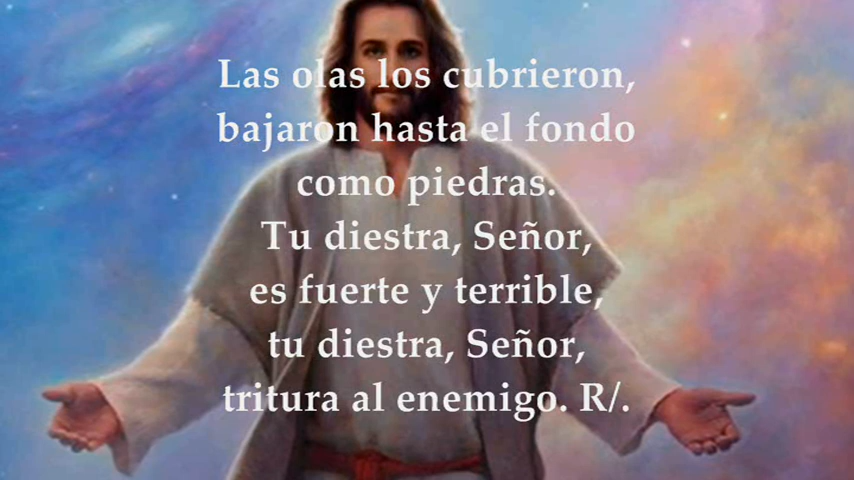 Las olas los cubrieron,
bajaron hasta el fondo
como piedras.
Tu diestra, Señor,
es fuerte y terrible,
tu diestra, Señor,
tritura al enemigo. R/.